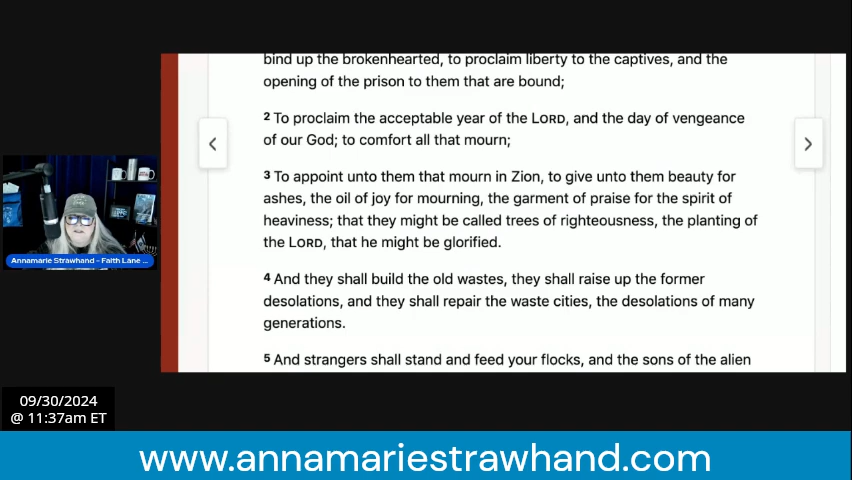 bind up the brokenhearted, to proclaim liberty to the captives, and the
opening of the prison to them that are bound;
2 To proclaim the acceptable year of the LORD, and the day of vengeance
of our God; to comfort all that mourn;
3 To appoint unto them that mourn in Zion, to give unto them beauty for
ashes, the oil of joy for mourning, the garment of praise for the spirit of
heaviness; that they might be called trees of righteousness, the planting of
the LORD, that he might be glorified.
4 And they shall build the old wastes, they shall raise up the former
desolations, and they shall repair the waste cities, the desolations of many
generations.
5 And strangers shall stand and feed your flocks, and the sons of the alien
Annamarie Strawhand - Faith Lane ...
09/30/2024
@ 11:37am ET
www.annamariestrawhand.com